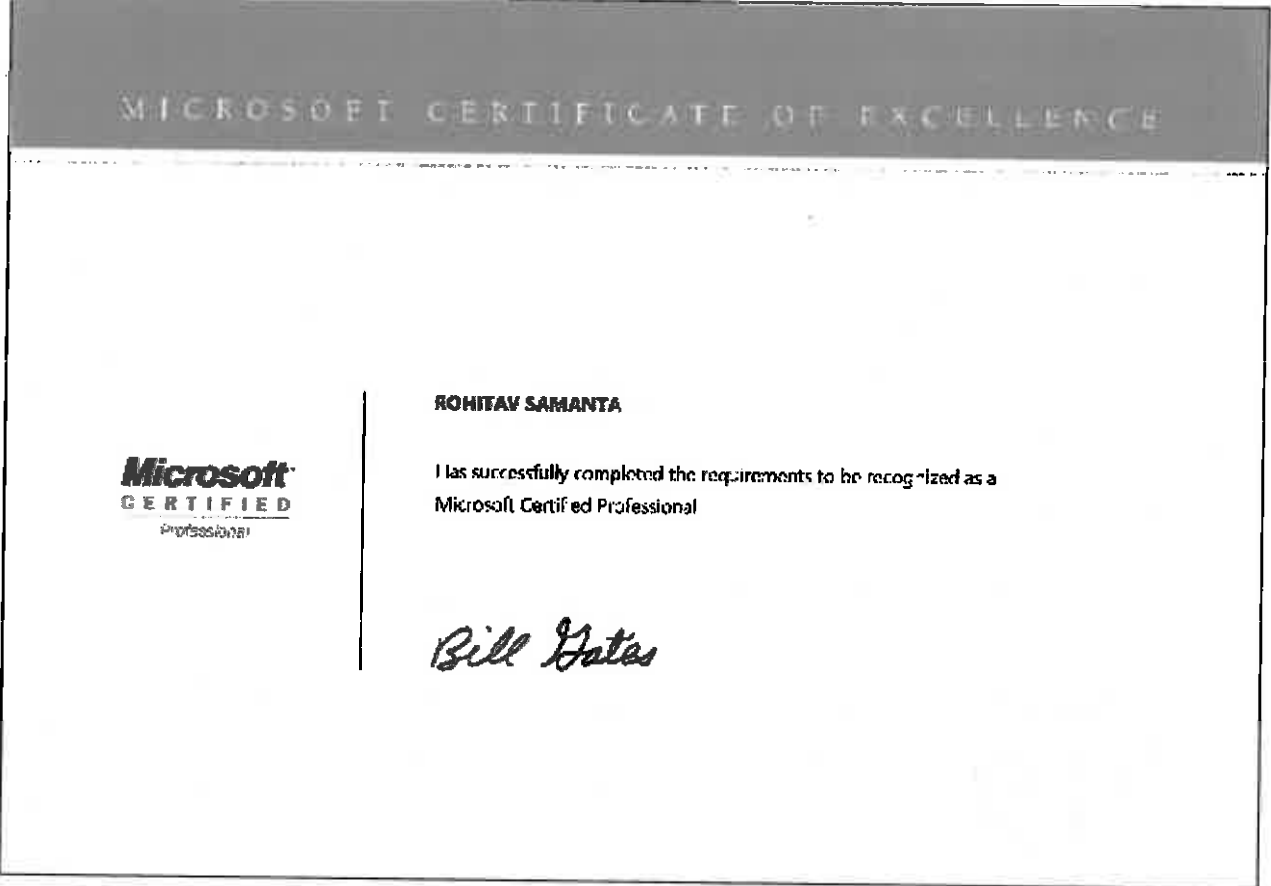 MICROSOFT CERTIFICATE OF EXCELLENCE
ROHITAV SAMANTA
Has successfully completed the requirements to be recognized as a
Microsoft Certified Professional
Microsoft
CERTIFIED
Professional
Bill Gates